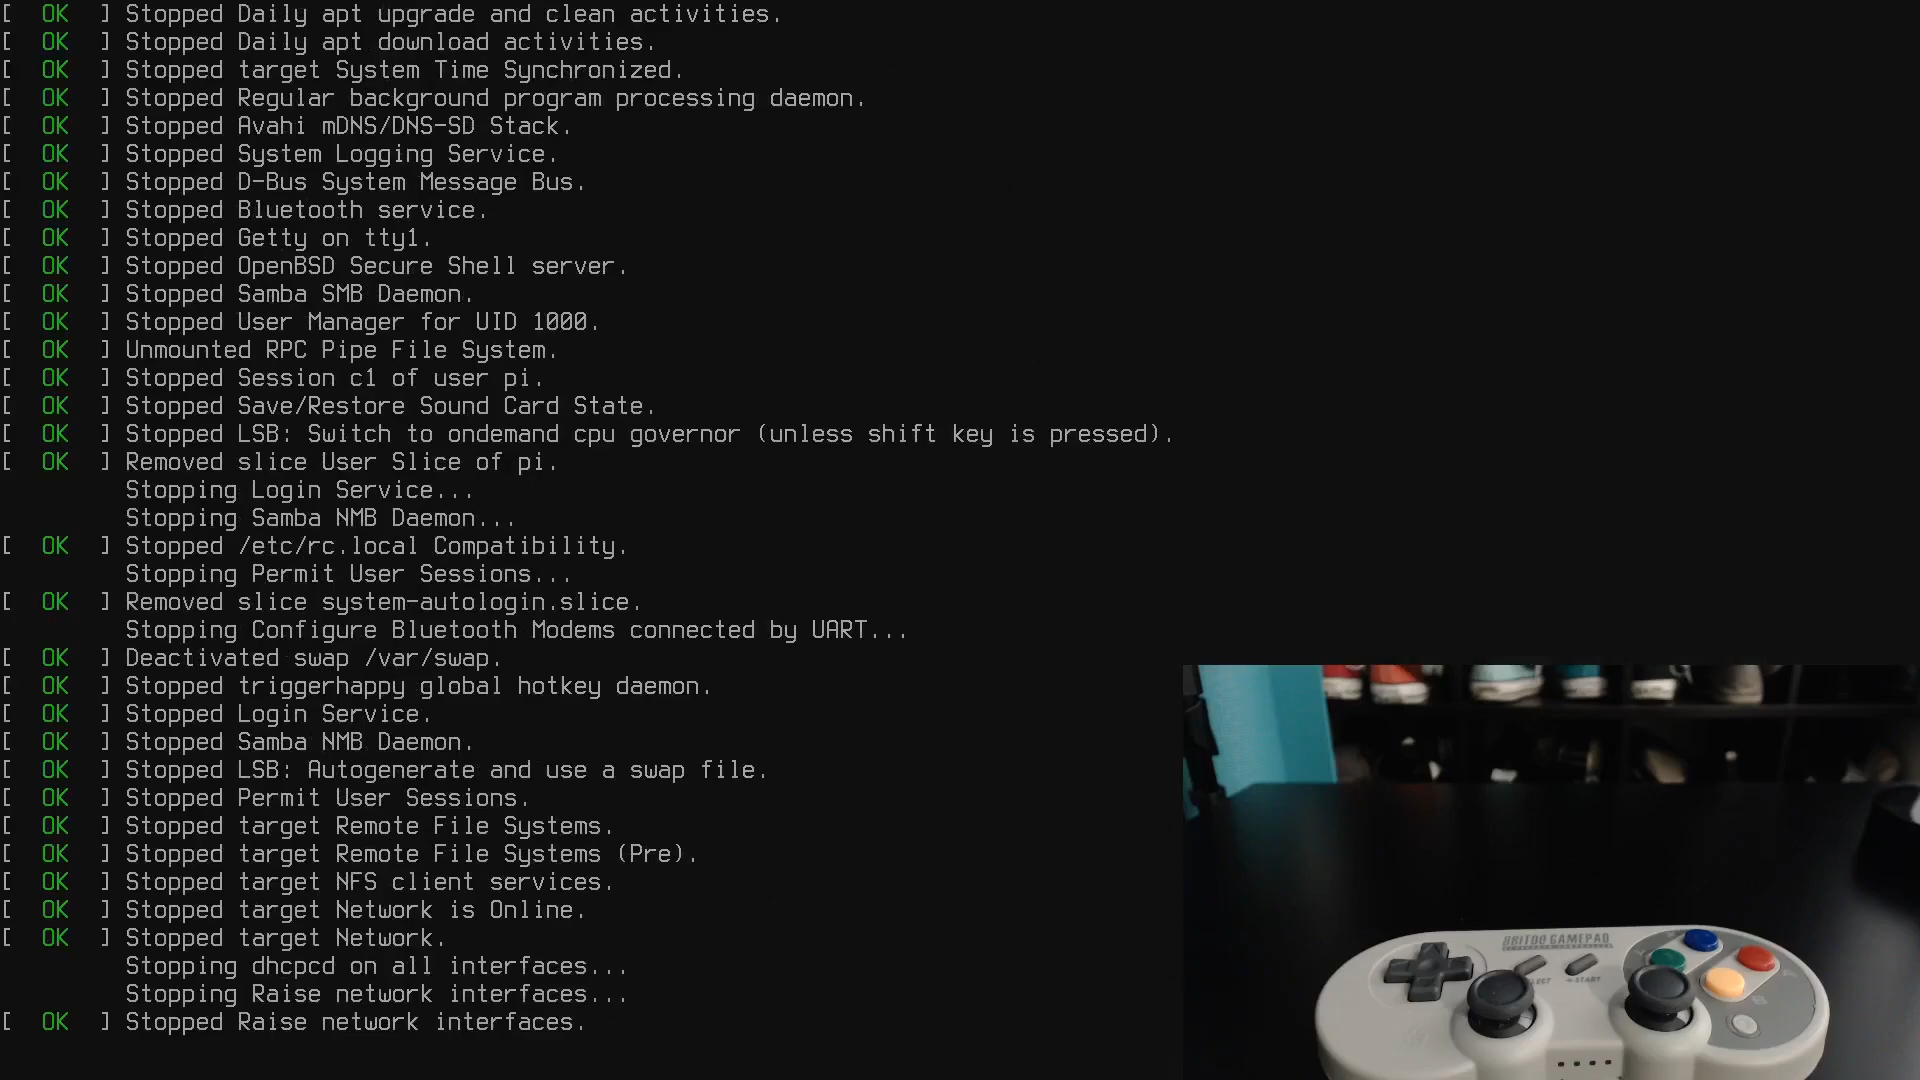 [  OK  ] Stopped Daily apt upgrade and clean activities.
[  OK  ] Stopped Daily apt download activities.
[  OK  ] Stopped target System Time Synchronized.
[  OK  ] Stopped Regular background program processing daemon.
[  OK  ] Stopped Avahi mDNS/DNS-SD Stack.
[  OK  ] Stopped System Logging Service.
[  OK  ] Stopped D-Bus System Message Bus.
[  OK  ] Stopped Bluetooth service.
[  OK  ] Stopped Getty on tty1.
[  OK  ] Stopped OpenBSD Secure Shell server.
[  OK  ] Stopped Samba SMB Daemon.
[  OK  ] Stopped User Manager for UID 1000.
[  OK  ] Unmounted RPC Pipe File System.
[  OK  ] Stopped Session c1 of user pi.
[  OK  ] Stopped Save/Restore Sound Card State.
[  OK  ] Stopped LSB: Switch to ondemand cpu governor (unless shift key is pressed).
[  OK  ] Removed slice User Slice of pi.
Stopping Login Service...
Stopping Samba NMB Daemon...
[  OK  ] Stopped /etc/rc.local Compatibility.
Stopping Permit User Sessions...
[  OK  ] Removed slice system-autologin.slice.
Stopping Configure Bluetooth Modems connected by UART...
[  OK  ] Deactivated swap /var/swap.
[  OK  ] Stopped triggerhappy global hotkey daemon.
[  OK  ] Stopped Login Service.
[  OK  ] Stopped Samba NMB Daemon.
[  OK  ] Stopped LSB: Autogenerate and use a swap file.
[  OK  ] Stopped Permit User Sessions.
[  OK  ] Stopped target Remote File Systems.
[  OK  ] Stopped target Remote File Systems (Pre).
[  OK  ] Stopped target NFS client services.
[  OK  ] Stopped target Network is Online.
[  OK  ] Stopped target Network.
Stopping dhcpcd on all interfaces...
Stopping Raise network interfaces...
[  OK  ] Stopped Raise network interfaces.
8BITDO GAMEPAD
START